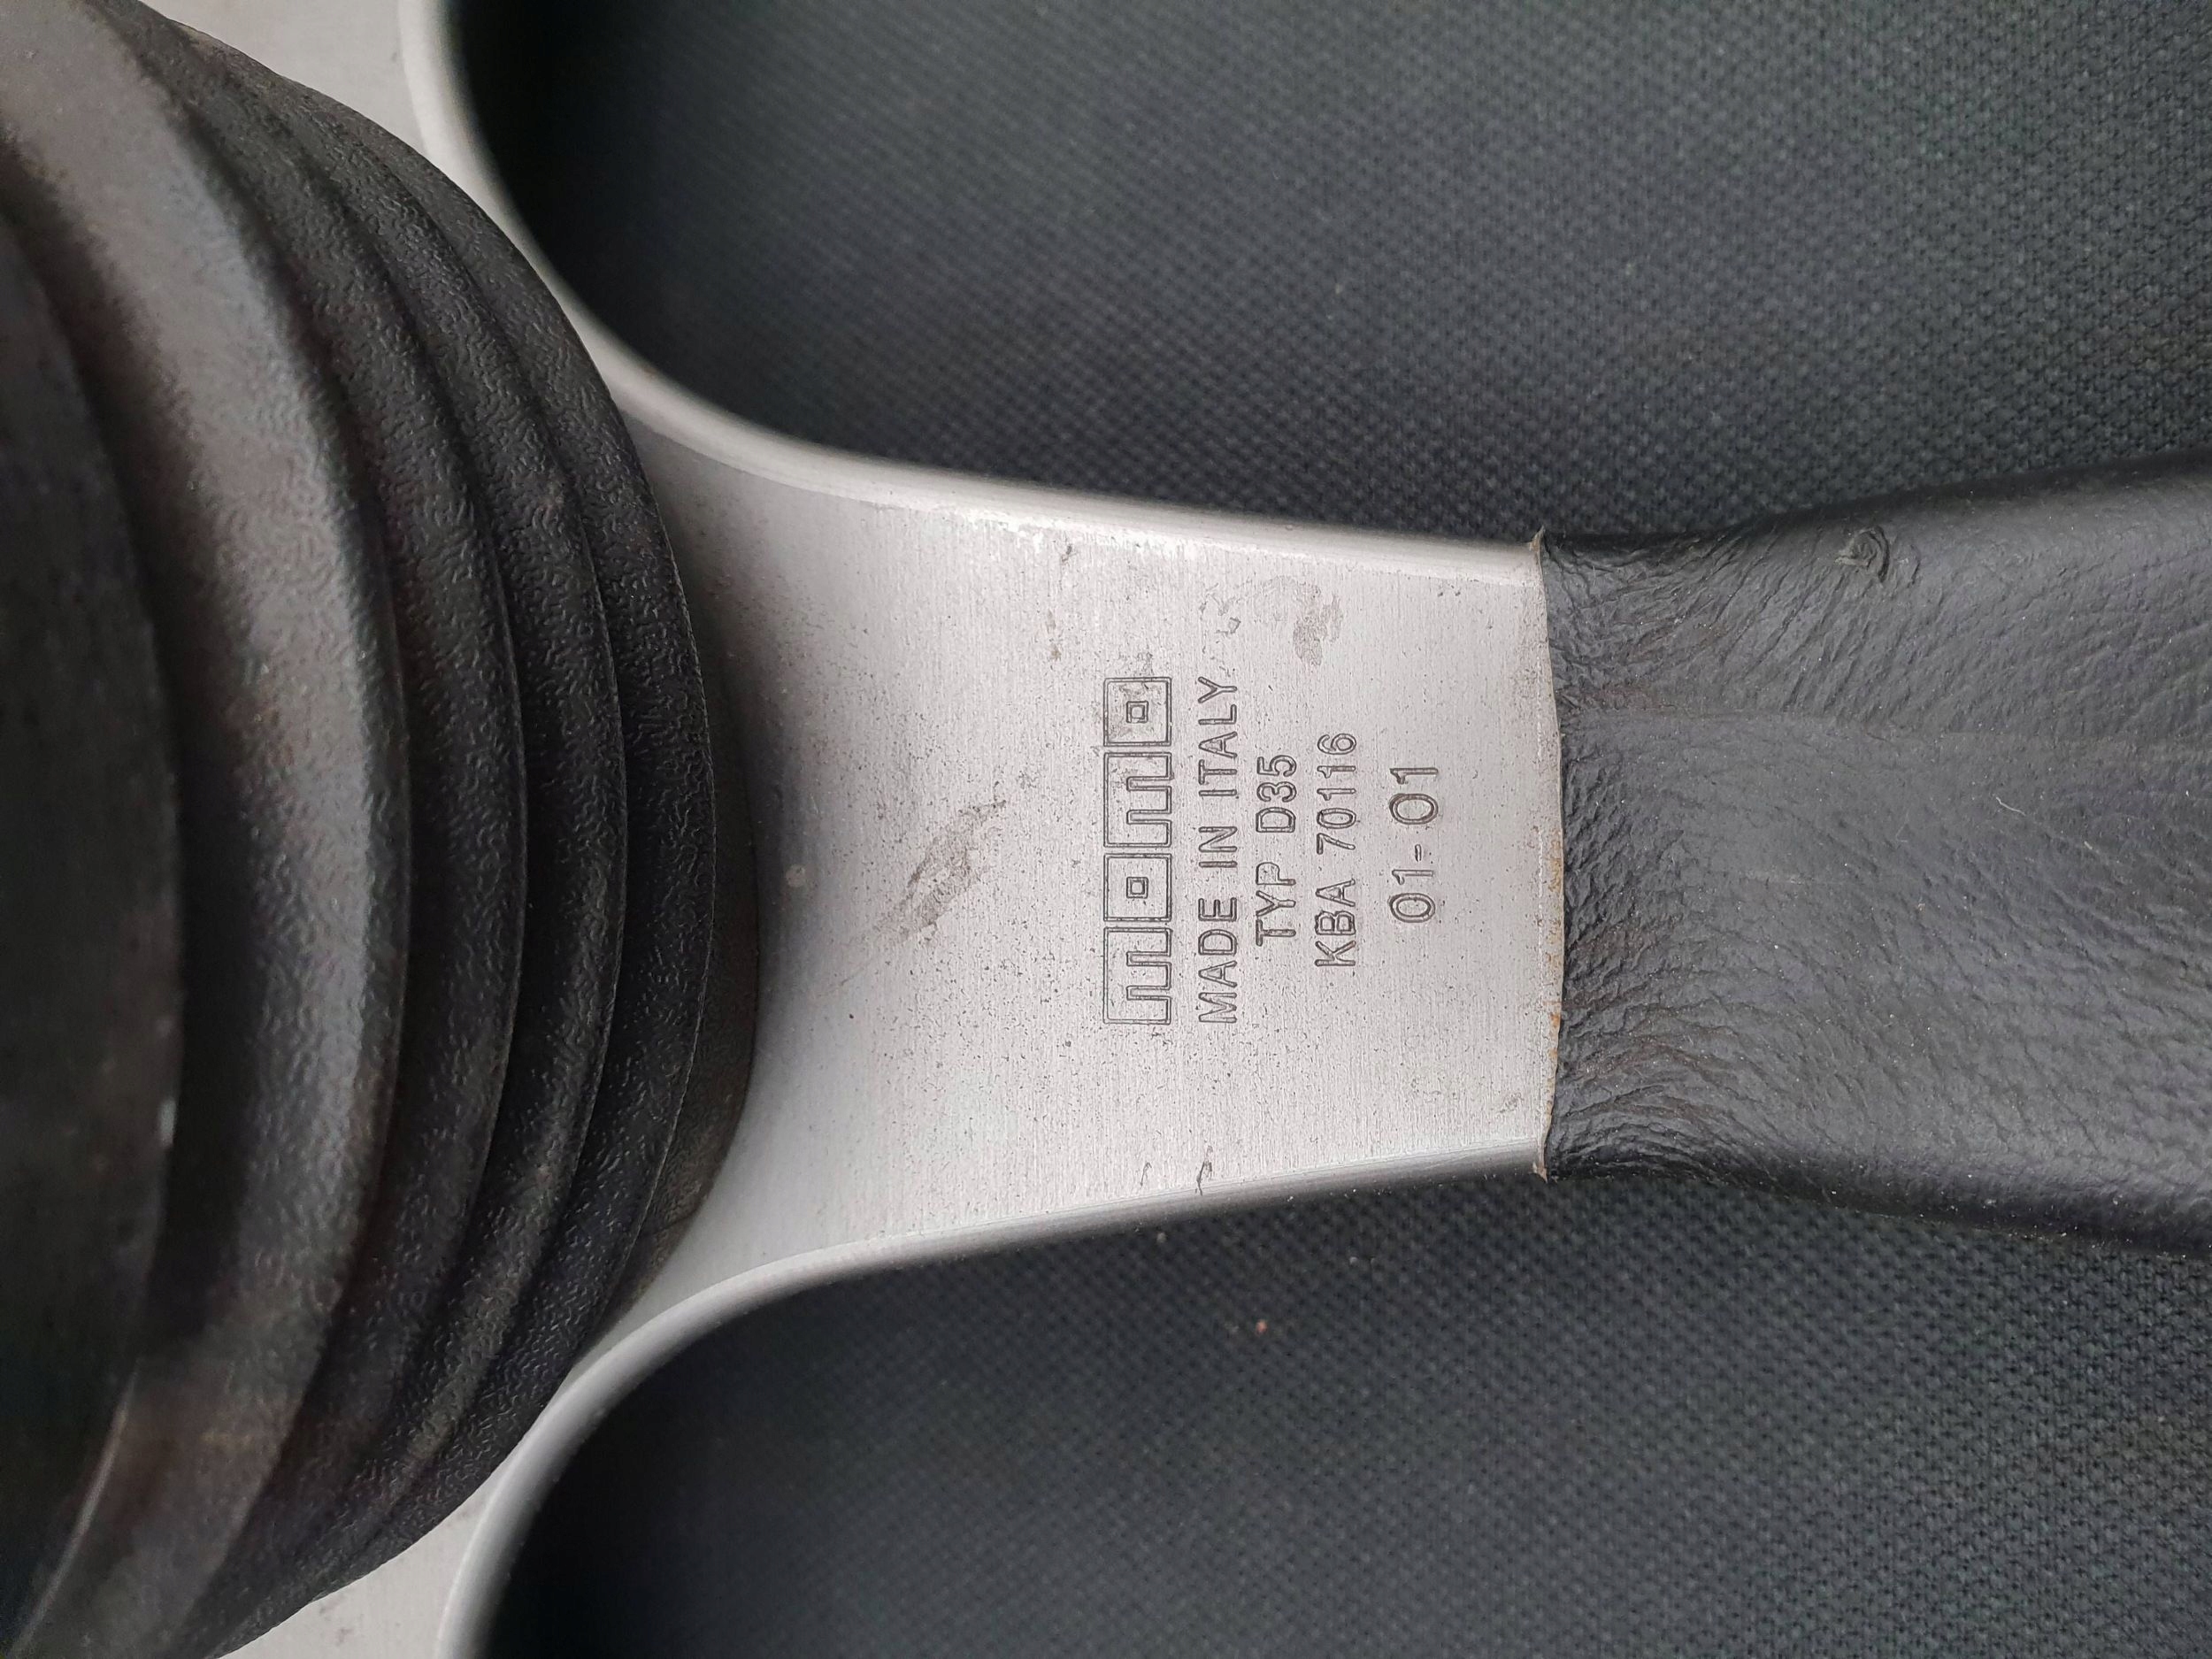 momo
MADE IN ITALY
TYP D35
KBA 70116
01-01